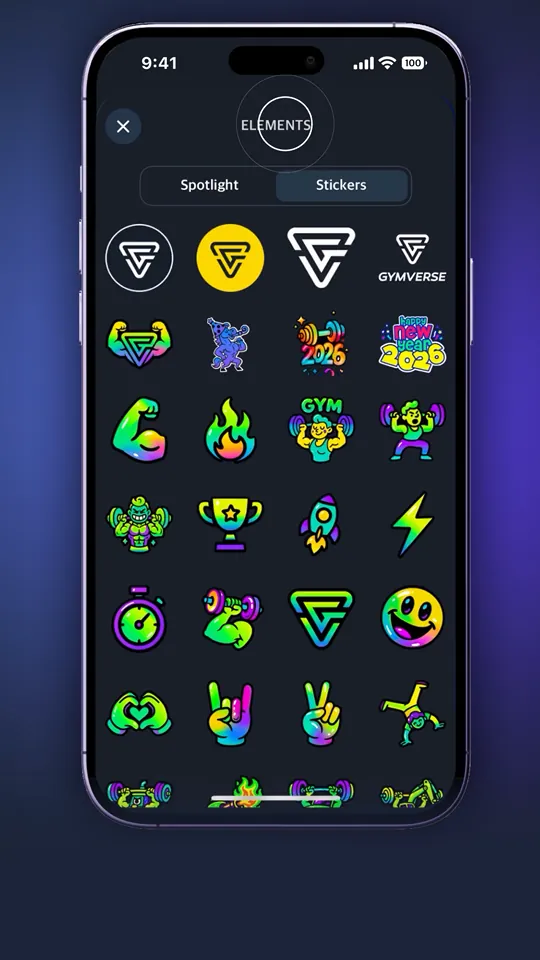 9:41
100
ELEMENTS
Spotlight
Stickers
GYMVERSE
2026
happy
new
year
2026
GYM